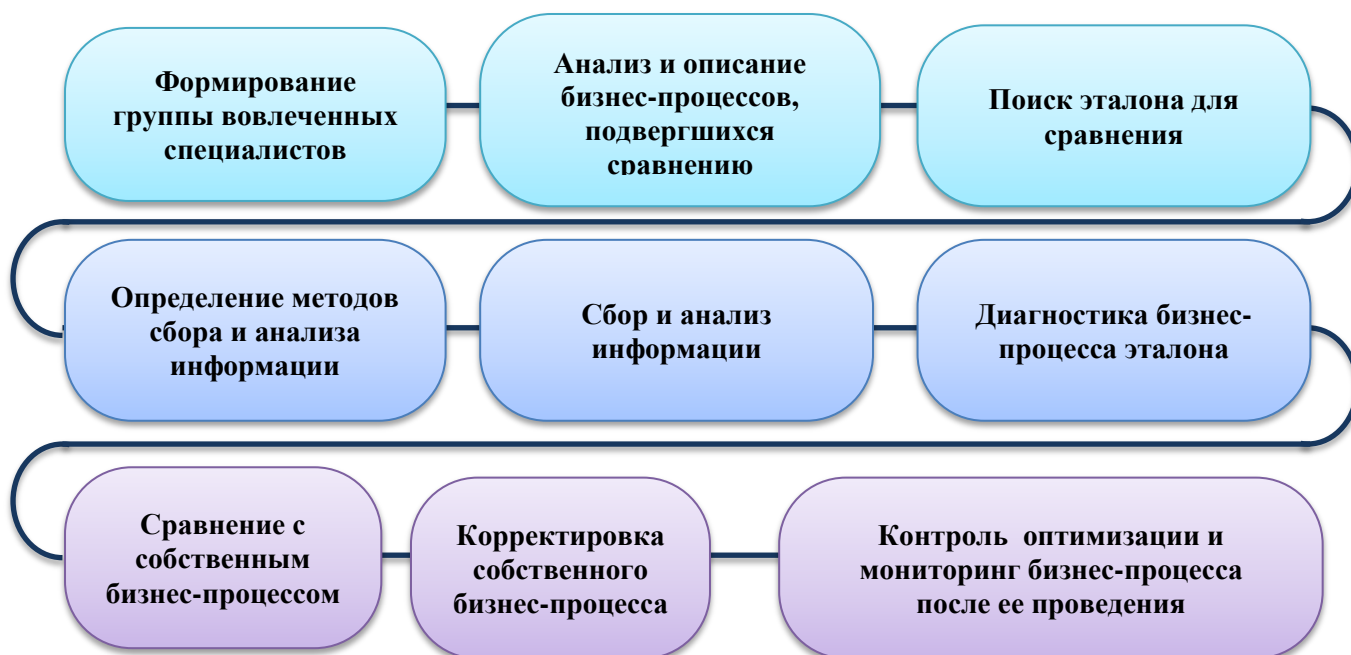 Формирование
группы вовлеченных
специалистов
Анализ и описание
бизнес-процессов,
подвергшихся
сравнению
Поиск эталона для
сравнения
Определение методов
сбора и анализа
информации
Сбор и анализ
информации
Диагностика бизнес-
процесса эталона
Сравнение с
собственным
бизнес-процессом
Корректировка
собственного
бизнес-процесса
Контроль  оптимизации и
мониторинг бизнес-процесса
после ее проведения